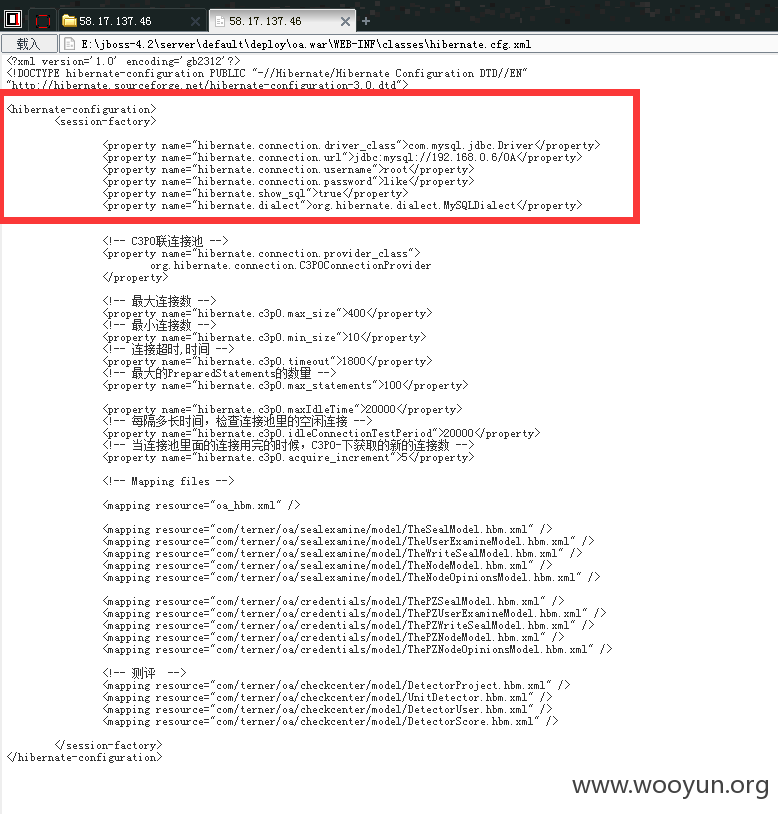 58.17.137.46
58.17.137.46
载入 E:\jboss-4.2\server\default\deploy\oa.war\WEB-INF\classes\hibernate.cfg.xml
<?xml version='1.0' encoding='gb2312'?>
<!DOCTYPE hibernate-configuration PUBLIC "-//Hibernate/Hibernate Configuration DTD//EN"
"http://hibernate.sourceforge.net/hibernate-configuration-3.0.dtd">
<hibernate-configuration>
<session-factory>
<property name="hibernate.connection.driver_class">com.mysql.jdbc.Driver</property>
<property name="hibernate.connection.url">jdbc:mysql://192.168.0.6/OA</property>
<property name="hibernate.connection.username">root</property>
<property name="hibernate.connection.password">like</property>
<property name="hibernate.show_sql">true</property>
<property name="hibernate.dialect">org.hibernate.dialect.MySQLDialect</property>
<!-- C3P0联连接池 -->
<property name="hibernate.connection.provider_class">
org.hibernate.connection.C3P0ConnectionProvider
</property>
<!-- 最大连接数 -->
<property name="hibernate.c3p0.max_size">400</property>
<!-- 最小连接数 -->
<property name="hibernate.c3p0.min_size">10</property>
<!-- 连接超时,时间 -->
<property name="hibernate.c3p0.timeout">1800</property>
<!-- 最大的PreparedStatements的数量 -->
<property name="hibernate.c3p0.max_statements">100</property>
<property name="hibernate.c3p0.maxIdleTime">20000</property>
<!-- 每隔多长时间，检查连接池里的空闲连接 -->
<property name="hibernate.c3p0.idleConnectionTestPeriod">20000</property>
<!-- 当连接池里面的连接用完的时候，C3P0-下获取的新的连接数 -->
<property name="hibernate.c3p0.acquire_increment">5</property>
<!-- Mapping files -->
<mapping resource="oa_hbm.xml" />
<mapping resource="com/terner/oa/sealexamine/model/TheSealModel.hbm.xml" />
<mapping resource="com/terner/oa/sealexamine/model/TheUserExamineModel.hbm.xml" />
<mapping resource="com/terner/oa/sealexamine/model/TheWriteSealModel.hbm.xml" />
<mapping resource="com/terner/oa/sealexamine/model/TheNodeModel.hbm.xml" />
<mapping resource="com/terner/oa/sealexamine/model/TheNodeOpinionsModel.hbm.xml" />
<mapping resource="com/terner/oa/credentials/model/ThePZSealModel.hbm.xml" />
<mapping resource="com/terner/oa/credentials/model/ThePZUserExamineModel.hbm.xml" />
<mapping resource="com/terner/oa/credentials/model/ThePZWriteSealModel.hbm.xml" />
<mapping resource="com/terner/oa/credentials/model/ThePZNodeModel.hbm.xml" />
<mapping resource="com/terner/oa/credentials/model/ThePZNodeOpinionsModel.hbm.xml" />
<!-- 测评 -->
<mapping resource="com/terner/oa/checkcenter/model/DetectorProject.hbm.xml" />
<mapping resource="com/terner/oa/checkcenter/model/UnitDetector.hbm.xml" />
<mapping resource="com/terner/oa/checkcenter/model/DetectorUser.hbm.xml" />
<mapping resource="com/terner/oa/checkcenter/model/DetectorScore.hbm.xml" />
</session-factory>
</hibernate-configuration>
www.wooyun.org